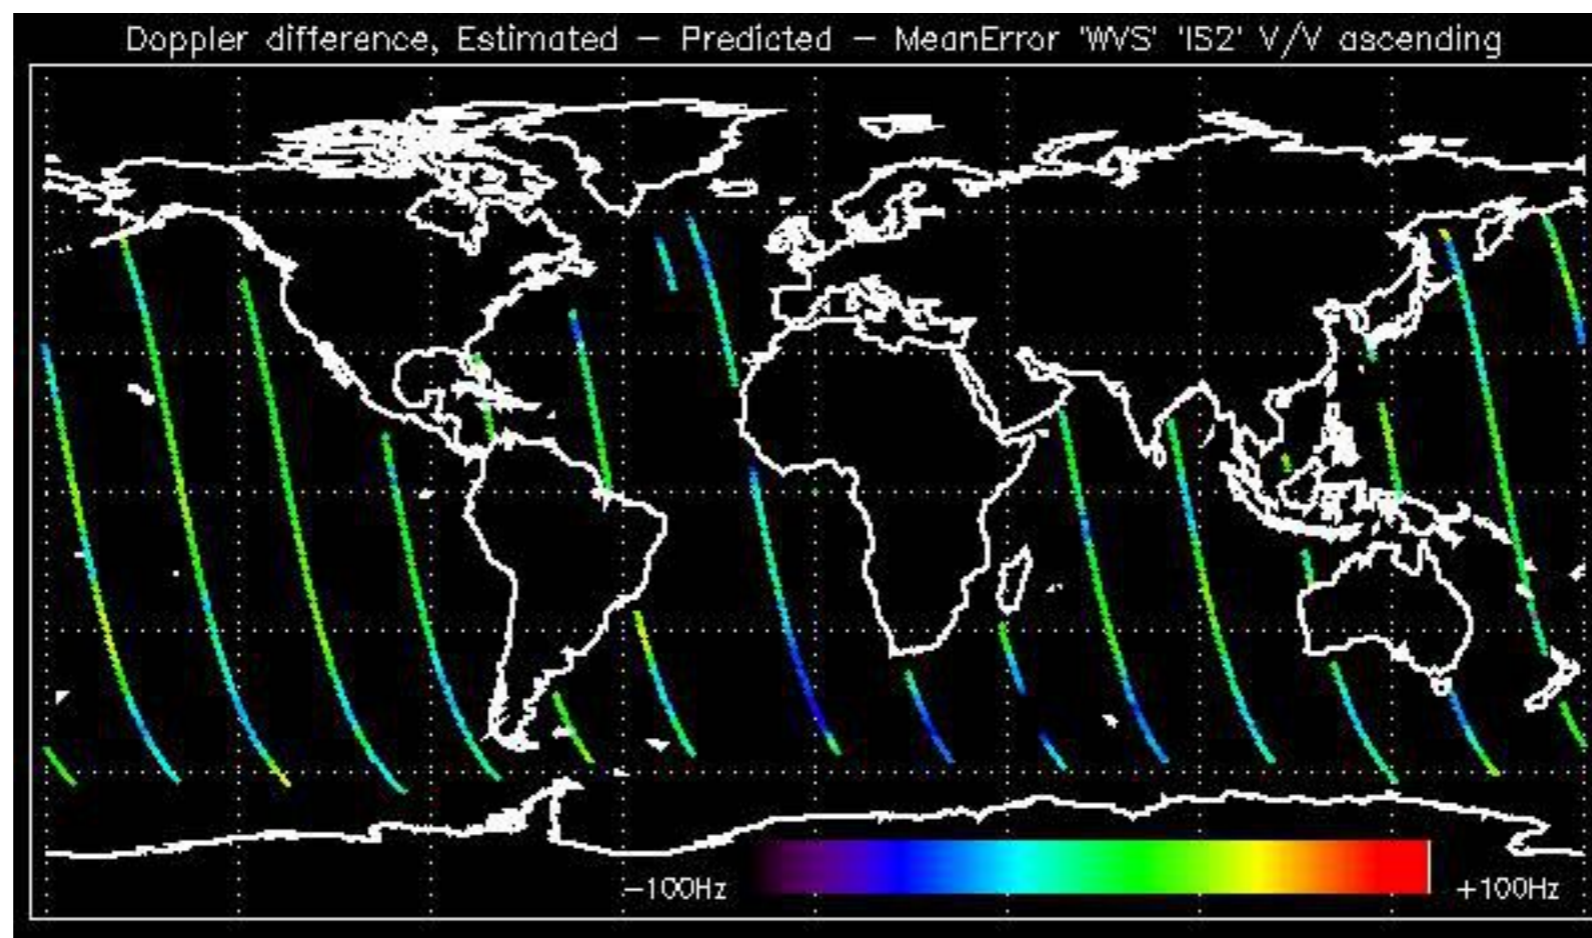 Doppler difference, Estimated - Predicted - MeanError 'WVS' 'IS2' V/V ascending
-100Hz
+100Hz